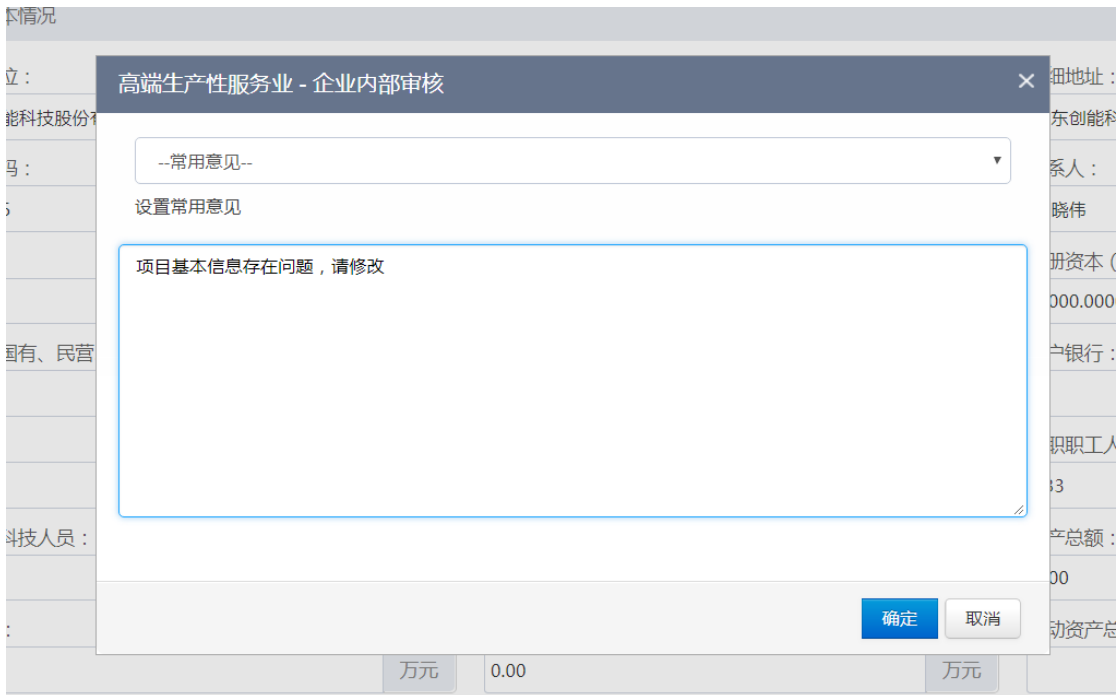 本情况
高端生产性服务业 - 企业内部审核
位：
细地址：
能科技股份有
东创能科
--常用意见--
码：
系人：
设置常用意见
晓伟
项目基本信息存在问题，请修改
册资本（
000.000
国有、民营
户银行：
职职工人
33
科技人员：
产总额：
00
确定
取消
：
动资产总
万元
0.00
万元